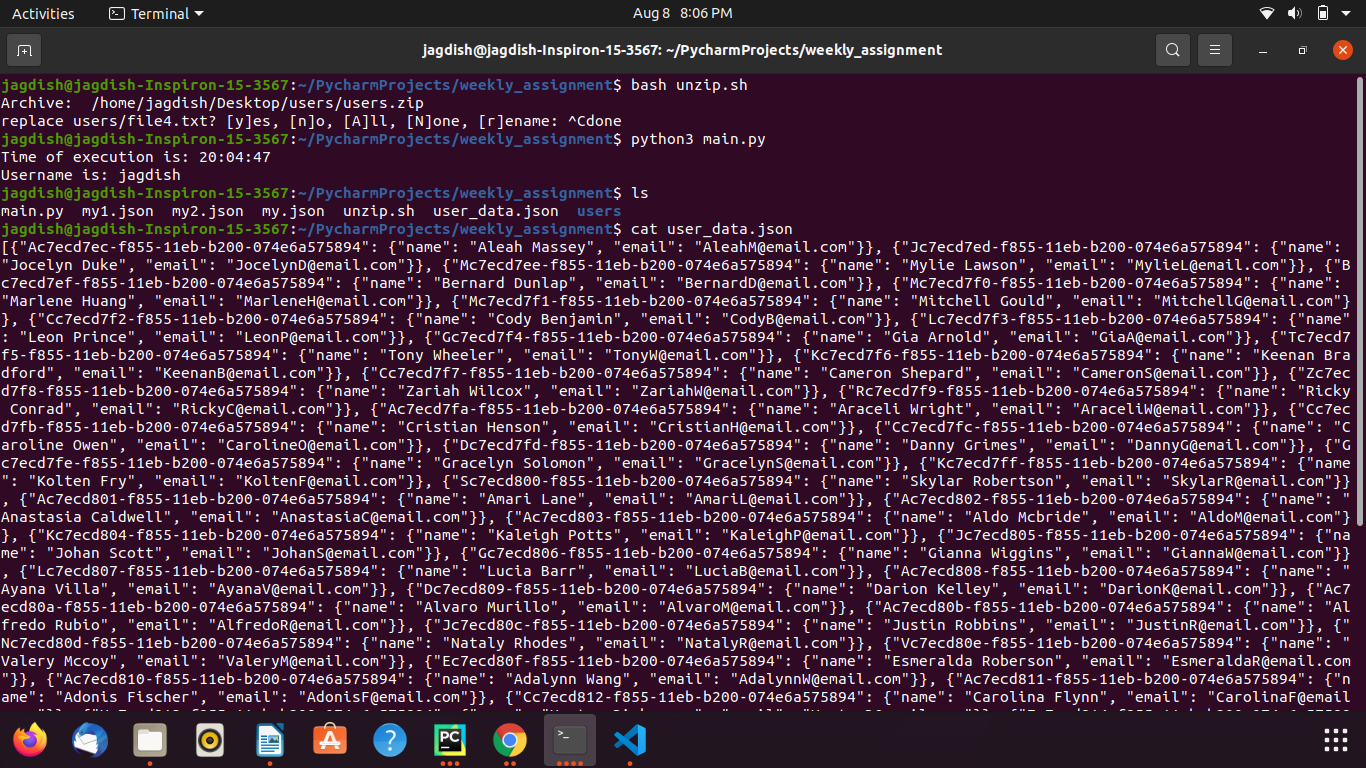 Activities Terminal Aug 8 8:06 PM
jagdish@jagdish-Inspiron-15-3567: ~/PycharmProjects/weekly_assignment
jagdish@jagdish-Inspiron-15-3567:~/PycharmProjects/weekly_assignment$ bash unzip.sh
Archive:  /home/jagdish/Desktop/users/users.zip
replace users/file4.txt? [y]es, [n]o, [A]ll, [N]one, [r]ename: ^Cdone
jagdish@jagdish-Inspiron-15-3567:~/PycharmProjects/weekly_assignment$ python3 main.py
Time of execution is: 20:04:47
Username is: jagdish
jagdish@jagdish-Inspiron-15-3567:~/PycharmProjects/weekly_assignment$ ls
main.py  my1.json  my2.json  my.json  unzip.sh  user_data.json  users
jagdish@jagdish-Inspiron-15-3567:~/PycharmProjects/weekly_assignment$ cat user_data.json
[{"Ac7ecd7ec-f855-11eb-b200-074e6a575894": {"name": "Aleah Massey", "email": "AleahM@email.com"}}, {"Jc7ecd7ed-f855-11eb-b200-074e6a575894": {"name":
"Jocelyn Duke", "email": "JocelynD@email.com"}}, {"Mc7ecd7ee-f855-11eb-b200-074e6a575894": {"name": "Mylie Lawson", "email": "MylieL@email.com"}}, {"B
c7ecd7ef-f855-11eb-b200-074e6a575894": {"name": "Bernard Dunlap", "email": "BernardD@email.com"}}, {"Mc7ecd7f0-f855-11eb-b200-074e6a575894": {"name":
"Marlene Huang", "email": "MarleneH@email.com"}}, {"Mc7ecd7f1-f855-11eb-b200-074e6a575894": {"name": "Mitchell Gould", "email": "MitchellG@email.com"}
}, {"Cc7ecd7f2-f855-11eb-b200-074e6a575894": {"name": "Cody Benjamin", "email": "CodyB@email.com"}}, {"Lc7ecd7f3-f855-11eb-b200-074e6a575894": {"name"
: "Leon Prince", "email": "LeonP@email.com"}}, {"Gc7ecd7f4-f855-11eb-b200-074e6a575894": {"name": "Gia Arnold", "email": "GiaA@email.com"}}, {"Tc7ecd7
f5-f855-11eb-b200-074e6a575894": {"name": "Tony Wheeler", "email": "TonyW@email.com"}}, {"Kc7ecd7f6-f855-11eb-b200-074e6a575894": {"name": "Keenan Bra
dford", "email": "KeenanB@email.com"}}, {"Cc7ecd7f7-f855-11eb-b200-074e6a575894": {"name": "Cameron Shepard", "email": "CameronS@email.com"}}, {"Zc7ec
d7f8-f855-11eb-b200-074e6a575894": {"name": "Zariah Wilcox", "email": "ZariahW@email.com"}}, {"Rc7ecd7f9-f855-11eb-b200-074e6a575894": {"name": "Ricky
 Conrad", "email": "RickyC@email.com"}}, {"Ac7ecd7fa-f855-11eb-b200-074e6a575894": {"name": "Araceli Wright", "email": "AraceliW@email.com"}}, {"Cc7ec
d7fb-f855-11eb-b200-074e6a575894": {"name": "Cristian Henson", "email": "CristianH@email.com"}}, {"Cc7ecd7fc-f855-11eb-b200-074e6a575894": {"name": "C
aroline Owen", "email": "CarolineO@email.com"}}, {"Dc7ecd7fd-f855-11eb-b200-074e6a575894": {"name": "Danny Grimes", "email": "DannyG@email.com"}}, {"G
c7ecd7fe-f855-11eb-b200-074e6a575894": {"name": "Gracelyn Solomon", "email": "GracelynS@email.com"}}, {"Kc7ecd7ff-f855-11eb-b200-074e6a575894": {"name
": "Kolten Fry", "email": "KoltenF@email.com"}}, {"Sc7ecd800-f855-11eb-b200-074e6a575894": {"name": "Skylar Robertson", "email": "SkylarR@email.com"}}
, {"Ac7ecd801-f855-11eb-b200-074e6a575894": {"name": "Amari Lane", "email": "AmariL@email.com"}}, {"Ac7ecd802-f855-11eb-b200-074e6a575894": {"name": "
Anastasia Caldwell", "email": "AnastasiaC@email.com"}}, {"Ac7ecd803-f855-11eb-b200-074e6a575894": {"name": "Aldo Mcbride", "email": "AldoM@email.com"}
}, {"Kc7ecd804-f855-11eb-b200-074e6a575894": {"name": "Kaleigh Potts", "email": "KaleighP@email.com"}}, {"Jc7ecd805-f855-11eb-b200-074e6a575894": {"na
me": "Johan Scott", "email": "JohanS@email.com"}}, {"Gc7ecd806-f855-11eb-b200-074e6a575894": {"name": "Gianna Wiggins", "email": "GiannaW@email.com"}}
, {"Lc7ecd807-f855-11eb-b200-074e6a575894": {"name": "Lucia Barr", "email": "LuciaB@email.com"}}, {"Ac7ecd808-f855-11eb-b200-074e6a575894": {"name": "
Ayana Villa", "email": "AyanaV@email.com"}}, {"Dc7ecd809-f855-11eb-b200-074e6a575894": {"name": "Darion Kelley", "email": "DarionK@email.com"}}, {"Ac7
ecd80a-f855-11eb-b200-074e6a575894": {"name": "Alvaro Murillo", "email": "AlvaroM@email.com"}}, {"Ac7ecd80b-f855-11eb-b200-074e6a575894": {"name": "Al
fredo Rubio", "email": "AlfredoR@email.com"}}, {"Jc7ecd80c-f855-11eb-b200-074e6a575894": {"name": "Justin Robbins", "email": "JustinR@email.com"}}, {"
Nc7ecd80d-f855-11eb-b200-074e6a575894": {"name": "Nataly Rhodes", "email": "NatalyR@email.com"}}, {"Vc7ecd80e-f855-11eb-b200-074e6a575894": {"name": "
Valery Mccoy", "email": "ValeryM@email.com"}}, {"Ec7ecd80f-f855-11eb-b200-074e6a575894": {"name": "Esmeralda Roberson", "email": "EsmeraldaR@email.com
"}}, {"Ac7ecd810-f855-11eb-b200-074e6a575894": {"name": "Adalynn Wang", "email": "AdalynnW@email.com"}}, {"Ac7ecd811-f855-11eb-b200-074e6a575894": {"n
ame": "Adonis Fischer", "email": "AdonisF@email.com"}}, {"Cc7ecd812-f855-11eb-b200-074e6a575894": {"name": "Carolina Flynn", "email": "CarolinaF@email